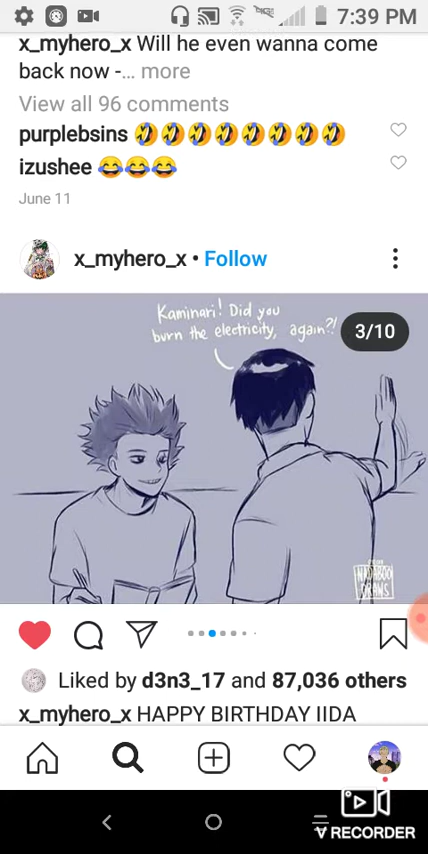 7:39 PM
x_myhero_x Will he even wanna come
back now -... more
View all 96 comments
purplebsins 🤣🤣🤣🤣🤣🤣🤣🤣
izushee 😂😂😂
June 11
x_myhero_x • Follow
Kaminari! Did you
burn the electricity, again?!
3/10
DRAWS
Liked by d3n3_17 and 87,036 others
x_myhero_x HAPPY BIRTHDAY IIDA
RECORDER